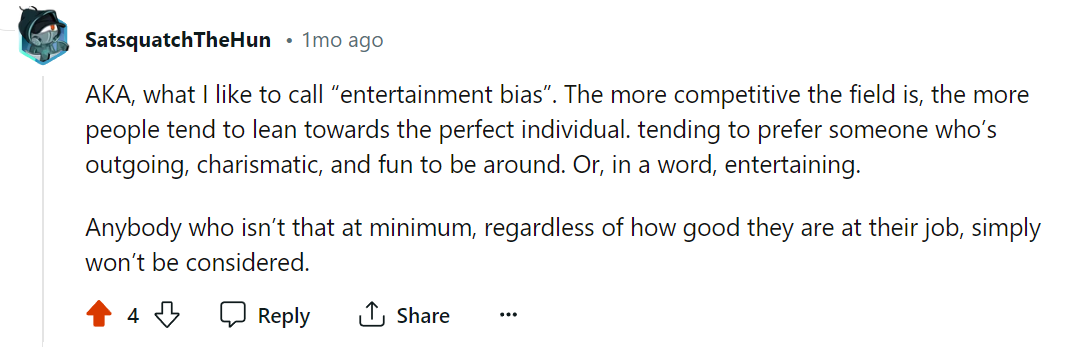 SatsquatchTheHun • 1mo ago
AKA, what I like to call “entertainment bias”. The more competitive the field is, the more
people tend to lean towards the perfect individual. tending to prefer someone who’s
outgoing, charismatic, and fun to be around. Or, in a word, entertaining.
Anybody who isn’t that at minimum, regardless of how good they are at their job, simply
won’t be considered.
4 Reply Share ...